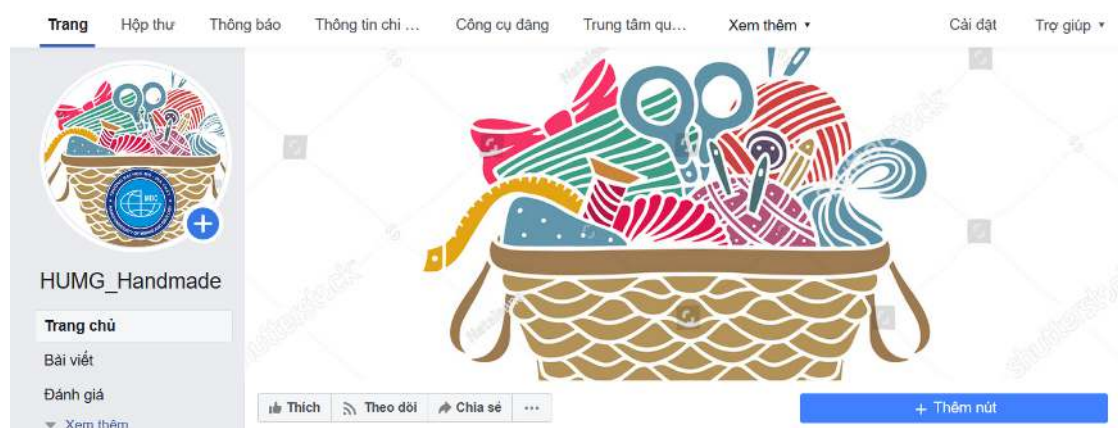 Trang Hộp thư Thông báo Thông tin chi ... Công cụ đăng Trung tâm qu... Xem thêm Cài đặt Trợ giúp
HUMG_Handmade
Trang chủ
Bài viết
Đánh giá
Xem thêm
Thích Theo dõi Chia sẻ ...
+ Thêm nút
shutterstock